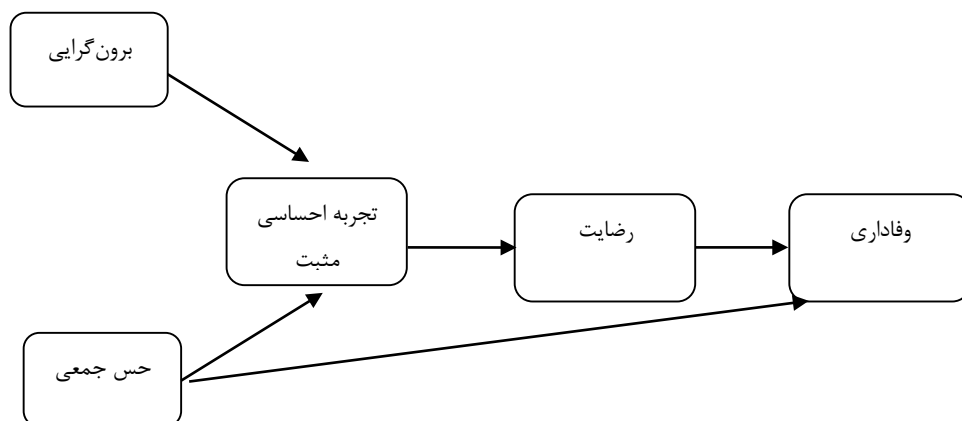 برون‌گرایی
تجربه احساسی
مثبت
رضایت
وفاداری
حس جمعی